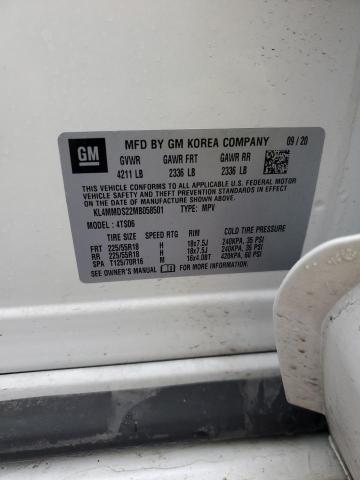 GM
MFD BY GM KOREA COMPANY 09 / 20
GVWR GAWR FRT GAWR RR
4211 LB 2336 LB 2336 LB
THIS VEHICLE CONFORMS TO ALL APPLICABLE U.S. FEDERAL MOTOR
VEHICLE SAFETY AND THEFT PREVENTION STANDARDS IN EFFECT
ON THE DATE OF MANUFACTURE SHOWN ABOVE.
KL4MMDS22MB058501 TYPE: MPV
MODEL : 4TS06
TIRE SIZE SPEED RTG RIM COLD TIRE PRESSURE
FRT 225/55R18 H 18x7.5J 240KPA, 35 PSI
RR 225/55R18 H 18x7.5J 240KPA, 35 PSI
SPA T125/70R16 M 16x4.0BT 420KPA, 60 PSI
SEE OWNER'S MANUAL FOR MORE INFORMATION.